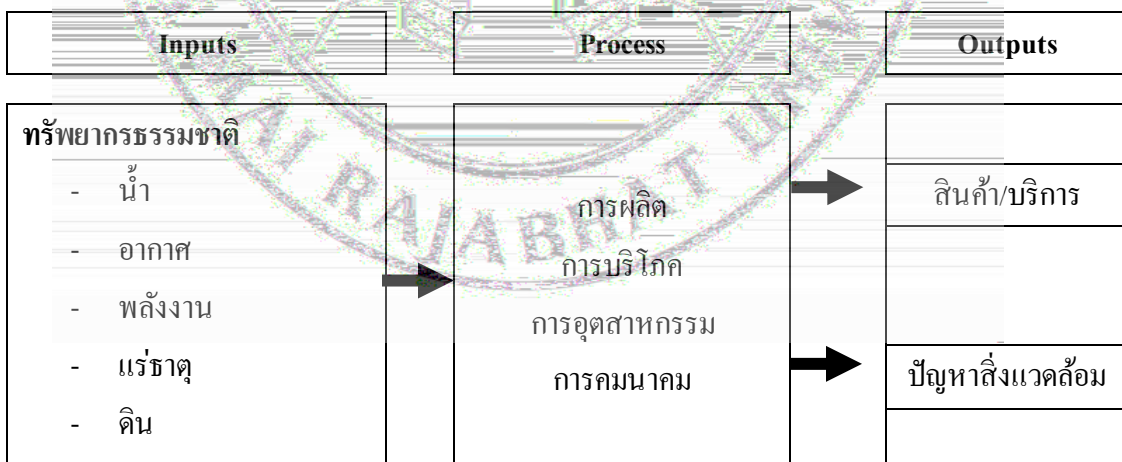 Inputs
Process
Outputs
ทรัพยากรธรรมชาติ
- น้ำ
- อากาศ
- พลังงาน
- แร่ธาตุ
- ดิน
การผลิต
การบริโภค
การอุตสาหกรรม
การคมนาคม
สินค้า/บริการ
ปัญหาสิ่งแวดล้อม
RAJABHAT